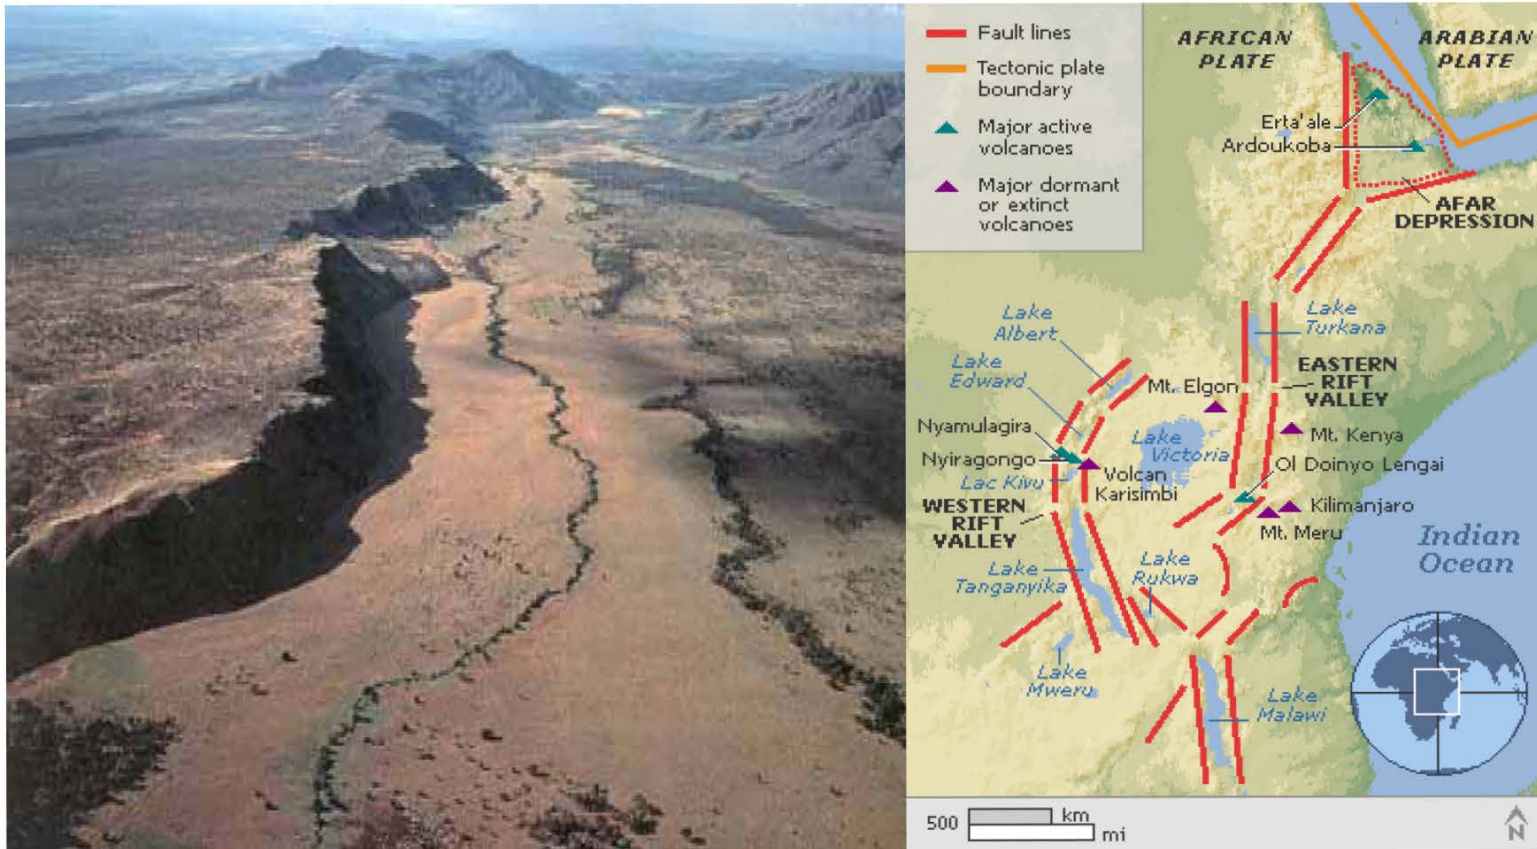 Fault lines
Tectonic plate
boundary
Major active
volcanoes
Major dormant
or extinct
volcanoes
AFRICAN
PLATE
ARABIAN
PLATE
Erta'ale
Ardoukoba
AFAR
DEPRESSION
Lake
Turkana
Lake
Albert
Lake
Edward
EASTERN
RIFT
VALLEY
Mt. Elgon
Nyamulagira
Lake
Victoria
Mt. Kenya
Nyiragongo
Ol Doinyo Lengai
Lac Kivu
Volcan
Karisimbi
WESTERN
RIFT
VALLEY
Kilimanjaro
Mt. Meru
Indian
Ocean
Lake
Tanganyika
Lake
Rukwa
Lake
Mweru
Lake
Malawi
500
km
mi
N